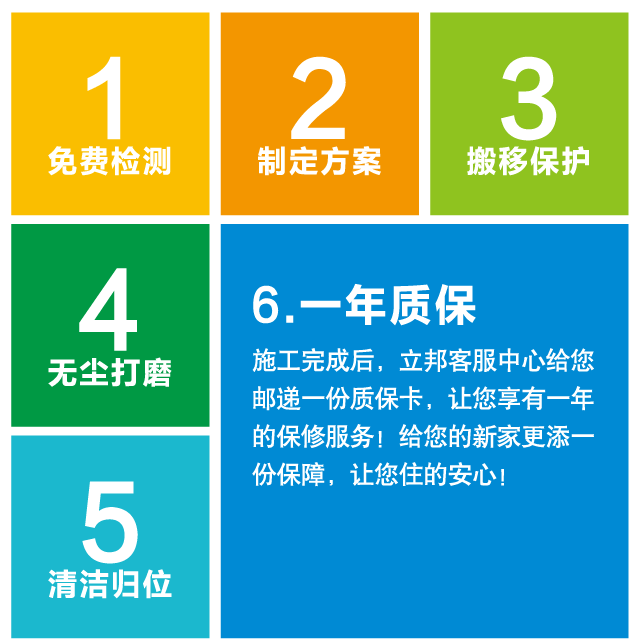 1
免费检测
2
制定方案
3
搬移保护
4
无尘打磨
5
清洁归位
6.一年质保
施工完成后，立邦客服中心给您
邮递一份质保卡，让您享有一年
的保修服务！给您的新家更添一
份保障，让您住的安心！